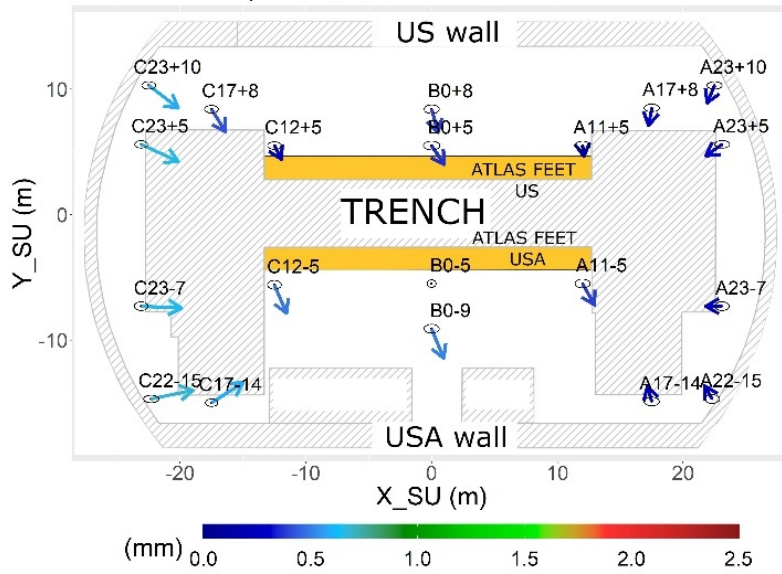 US wall
C23+10
A23+10
10
C17+8
B0+8
A17+8
C23+5
C12+5
B0+5
A11+5
A23+5
ATLAS FEET
US
0
TRENCH
Y_SU (m)
ATLAS FEET
USA
C12-5
B0-5
A11-5
C23-7
A23-7
B0-9
-10
C22-15
C17-14
A17-14
A22-15
USA wall
-20
-10
0
10
20
X_SU (m)
(mm)
0.0
0.5
1.0
1.5
2.0
2.5